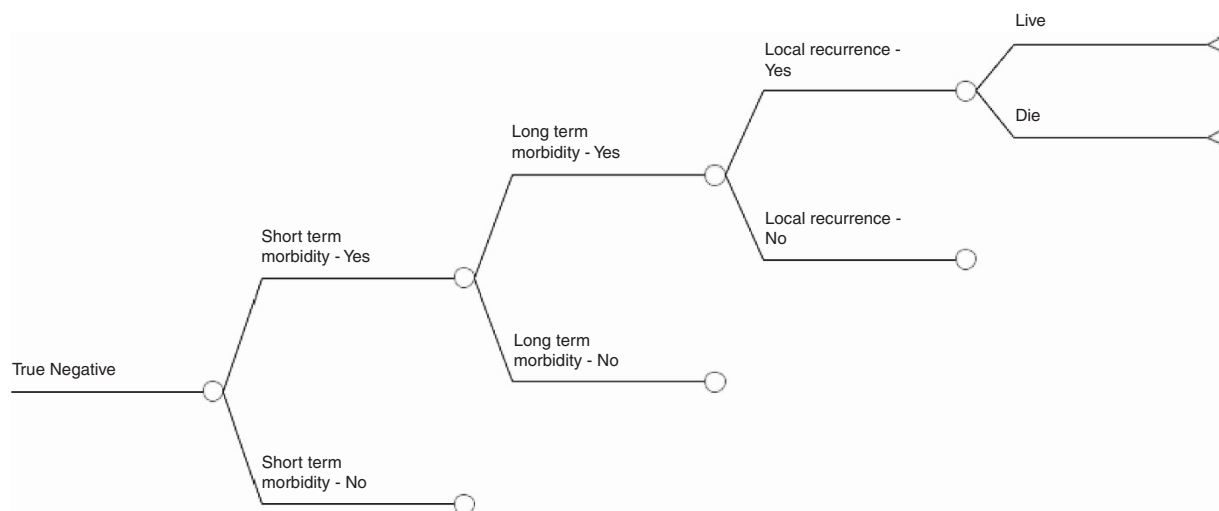 Live
Local recurrence -
Yes
Die
Long term
morbidity - Yes
Local recurrence -
No
Short term
morbidity - Yes
Long term
morbidity - No
True Negative
Short term
morbidity - No